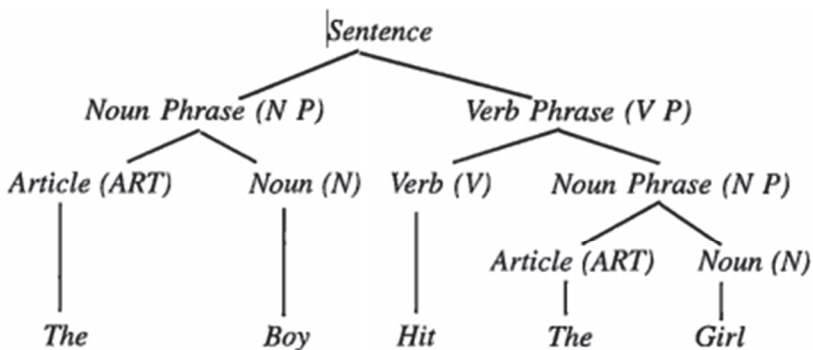 Sentence
Noun Phrase (N P) Verb Phrase (V P)
Article (ART) Noun (N) Verb (V) Noun Phrase (N P)
Article (ART) Noun (N)
The Boy Hit The Girl